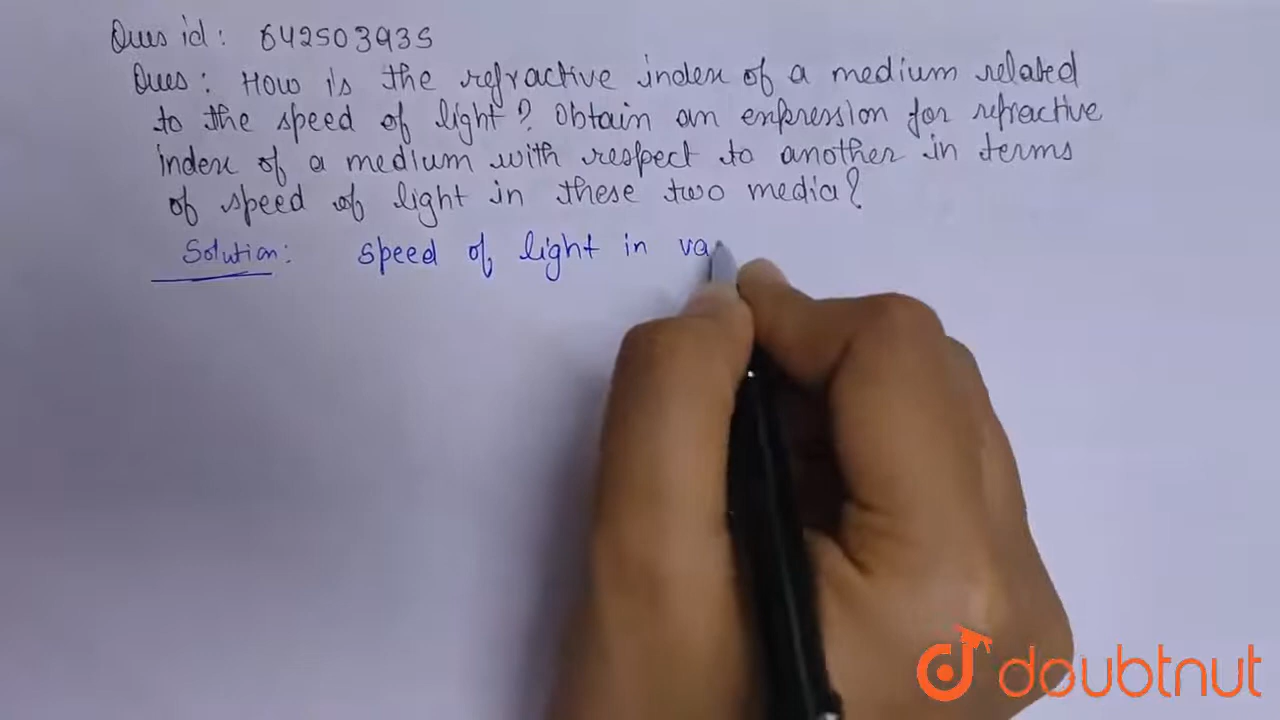 Ques id: 642503935
Ques: How is the refractive index of a medium related
to the speed of light? Obtain an expression for refractive
index of a medium with respect to another in terms
of speed of light in these two media?
Solution: speed of light in va
doubtnut